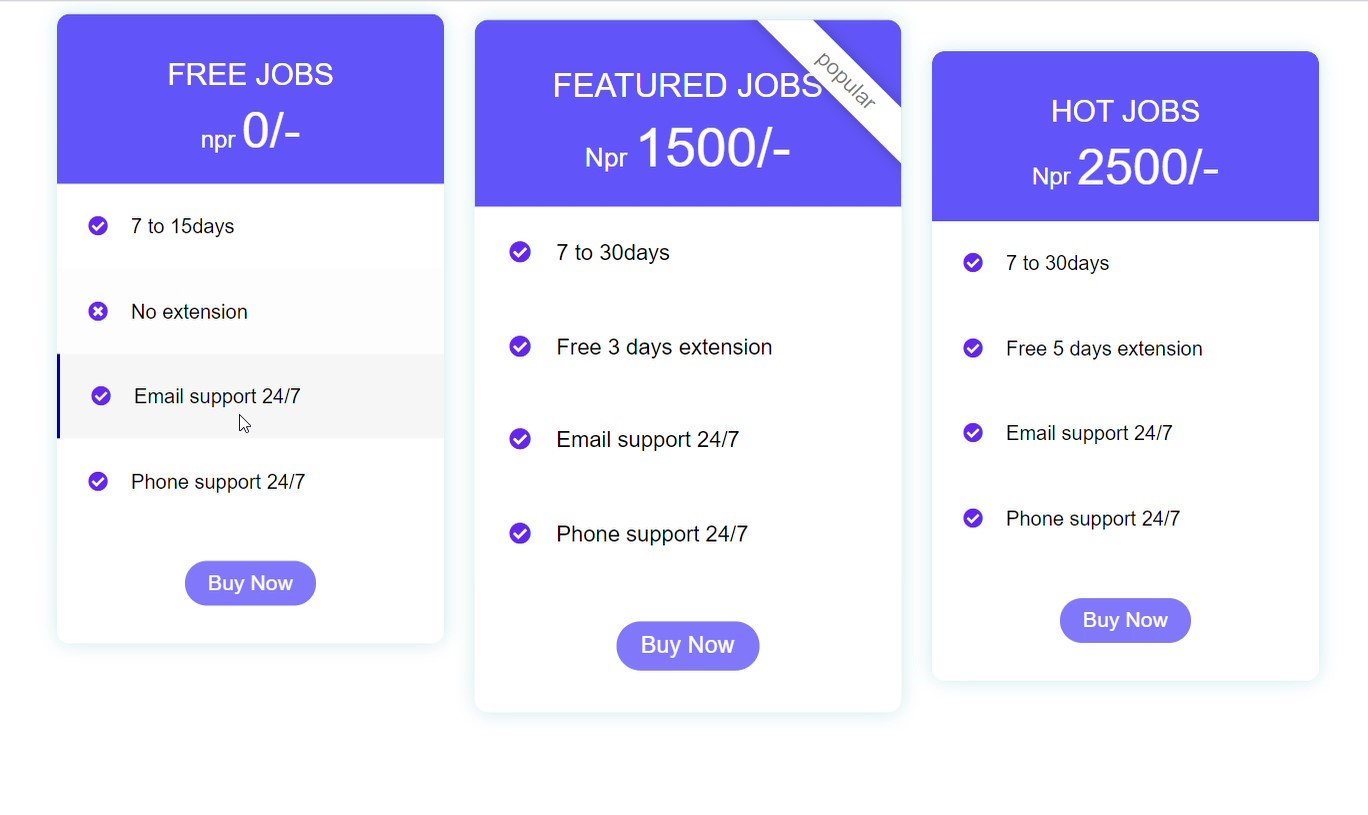 FREE JOBS
npr 0/-
7 to 15days
No extension
Email support 24/7
Phone support 24/7
Buy Now
FEATURED JOBS
popular
Npr 1500/-
7 to 30days
Free 3 days extension
Email support 24/7
Phone support 24/7
Buy Now
HOT JOBS
Npr 2500/-
7 to 30days
Free 5 days extension
Email support 24/7
Phone support 24/7
Buy Now